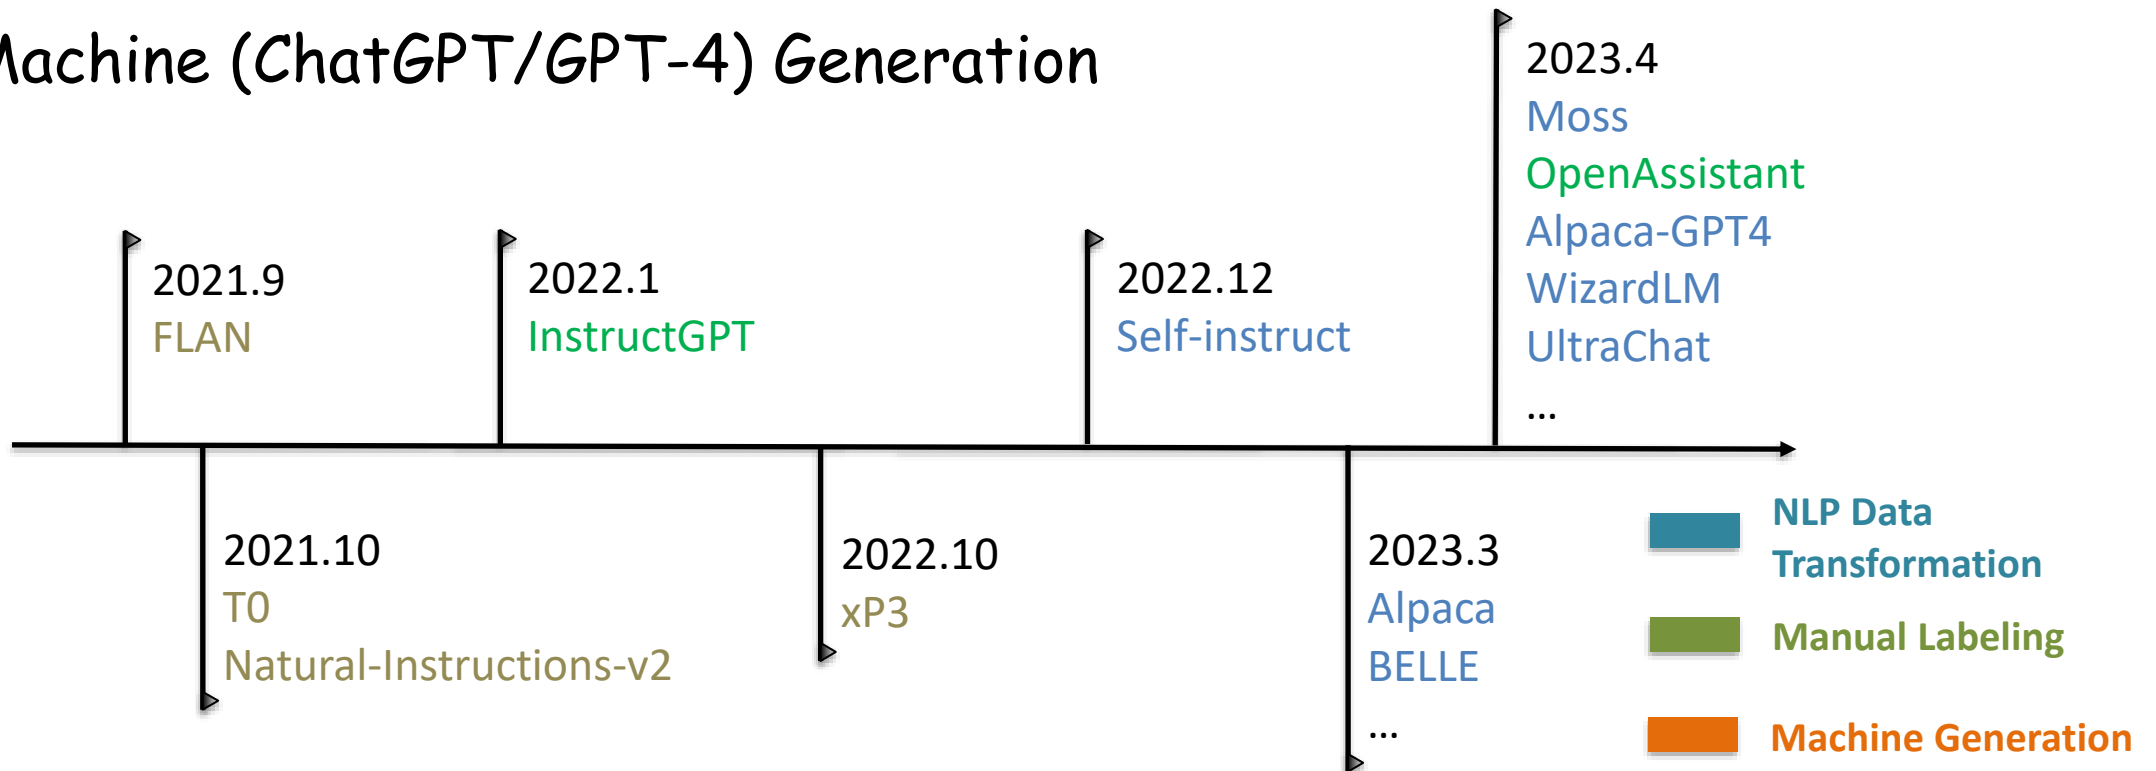 Machine (ChatGPT/GPT-4) Generation
2021.9
FLAN
2022.1
InstructGPT
2022.12
Self-instruct
2023.4
Moss
OpenAssistant
Alpaca-GPT4
WizardLM
UltraChat
...
2021.10
T0
Natural-Instructions-v2
2022.10
xP3
2023.3
Alpaca
BELLE
...
NLP Data
Transformation
Manual Labeling
Machine Generation